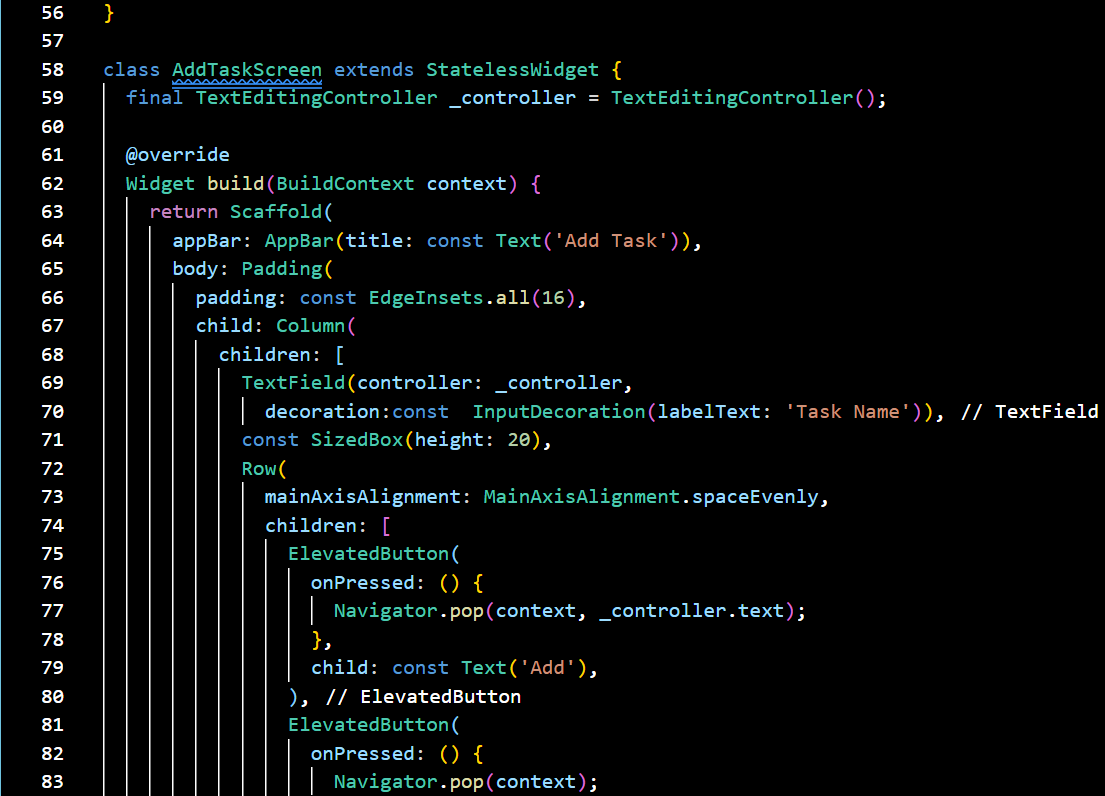 56 }
57
58 class AddTaskScreen extends StatelessWidget {
59   final TextEditingController _controller = TextEditingController();
60
61   @override
62   Widget build(BuildContext context) {
63     return Scaffold(
64       appBar: AppBar(title: const Text('Add Task')),
65       body: Padding(
66         padding: const EdgeInsets.all(16),
67         child: Column(
68           children: [
69             TextField(controller: _controller,
70               decoration:const  InputDecoration(labelText: 'Task Name')), // TextField
71             const SizedBox(height: 20),
72             Row(
73               mainAxisAlignment: MainAxisAlignment.spaceEvenly,
74               children: [
75                 ElevatedButton(
76                   onPressed: () {
77                     Navigator.pop(context, _controller.text);
78                   },
79                   child: const Text('Add'),
80                 ), // ElevatedButton
81                 ElevatedButton(
82                   onPressed: () {
83                     Navigator.pop(context);